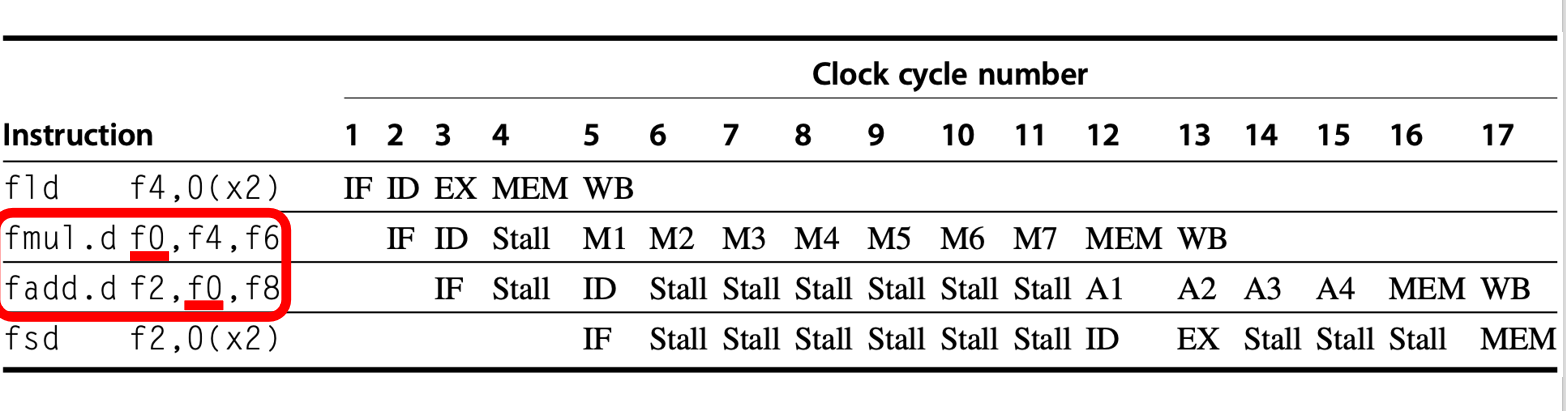 Clock cycle number
Instruction 1 2 3 4 5 6 7 8 9 10 11 12 13 14 15 16 17
fld f4,0(x2) IF ID EX MEM WB
fmul.d f0,f4,f6 IF ID Stall M1 M2 M3 M4 M5 M6 M7 MEM WB
fadd.d f2,f0,f8 IF Stall ID Stall Stall Stall Stall Stall Stall A1 A2 A3 A4 MEM WB
fsd f2,0(x2) IF Stall Stall Stall Stall Stall Stall ID EX Stall Stall Stall MEM